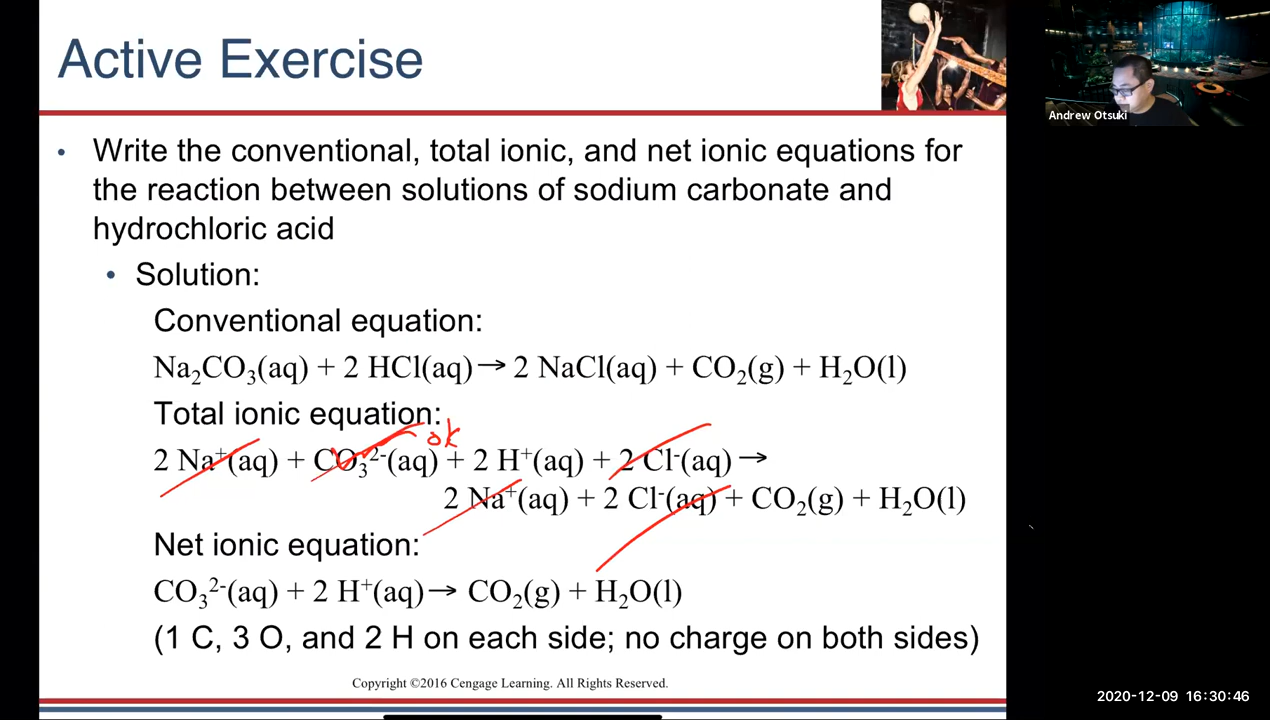 Active Exercise
Andrew Otsuki
• Write the conventional, total ionic, and net ionic equations for
the reaction between solutions of sodium carbonate and
hydrochloric acid
• Solution:
Conventional equation:
Na₂CO₃(aq) + 2 HCl(aq) → 2 NaCl(aq) + CO₂(g) + H₂O(l)
Total ionic equation:
ok
2 Na⁺(aq) + CO₃²⁻(aq) + 2 H⁺(aq) + 2 Cl⁻(aq) →
2 Na⁺(aq) + 2 Cl⁻(aq) + CO₂(g) + H₂O(l)
Net ionic equation:
CO₃²⁻(aq) + 2 H⁺(aq) → CO₂(g) + H₂O(l)
(1 C, 3 O, and 2 H on each side; no charge on both sides)
Copyright ©2016 Cengage Learning. All Rights Reserved.
2020-12-09 16:30:46